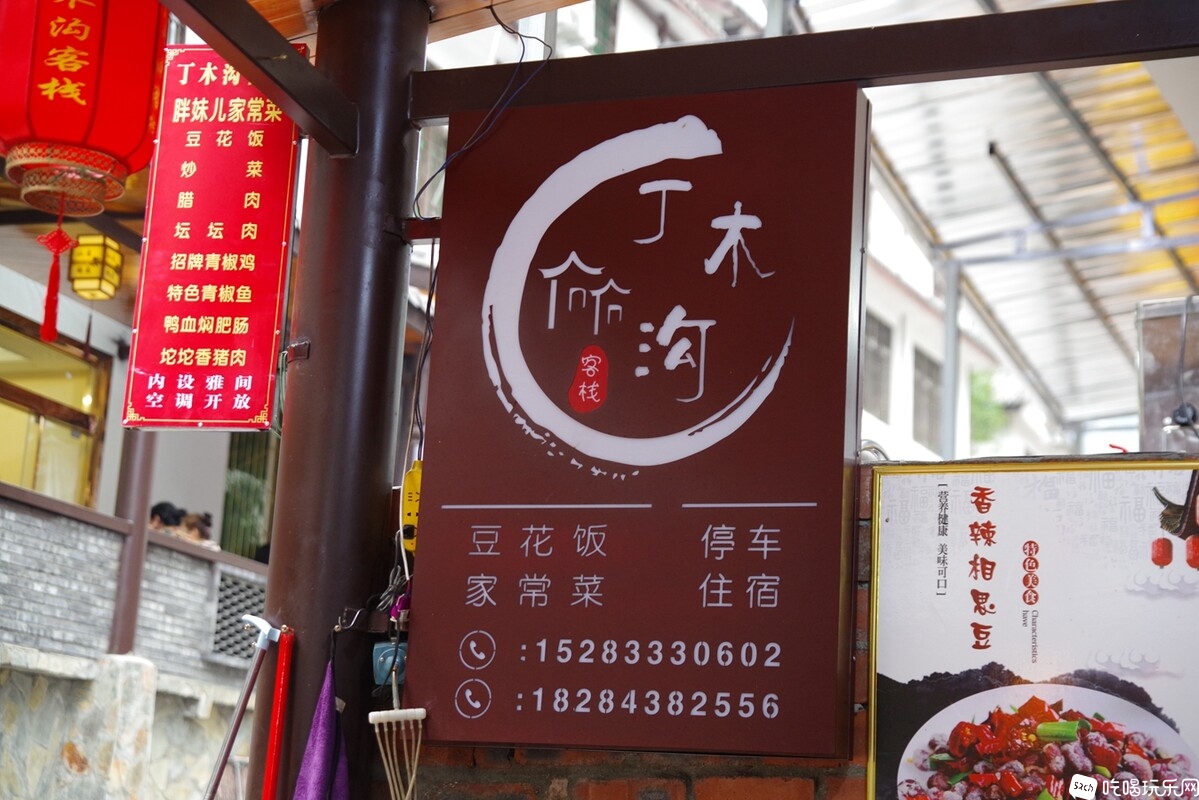 木沟客栈
丁木沟
胖妹儿家常菜
豆花饭
炒菜
腊肉
坛坛肉
招牌青椒鸡
特色青椒鱼
鸭血焖肥肠
坨坨香猪肉
内设雅间
空调开放
丁木沟
客栈
豆花饭 停车
家常菜 住宿
:15283330602
:18284382556
香辣相思豆
[营养健康 美味可口]
特色美食
Characteristics
have
吃喝玩乐网